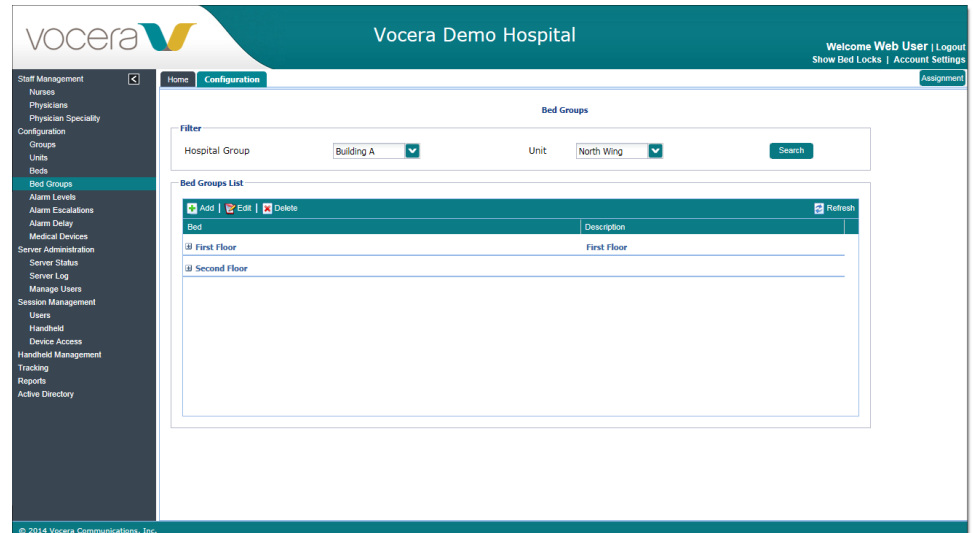 vocera
Vocera Demo Hospital
Welcome Web User | Logout
Show Bed Locks | Account Settings
Staff Management
Nurses
Physicians
Physician Speciality
Configuration
Groups
Units
Beds
Bed Groups
Alarm Levels
Alarm Escalations
Alarm Delay
Medical Devices
Server Administration
Server Status
Server Log
Manage Users
Session Management
Users
Handheld
Device Access
Handheld Management
Tracking
Reports
Active Directory
Home Configuration Assignment
Bed Groups
Filter
Hospital Group Building A Unit North Wing Search
Bed Groups List
Add | Edit | Delete Refresh
Bed Description
First Floor First Floor
Second Floor
© 2014 Vocera Communications, Inc.